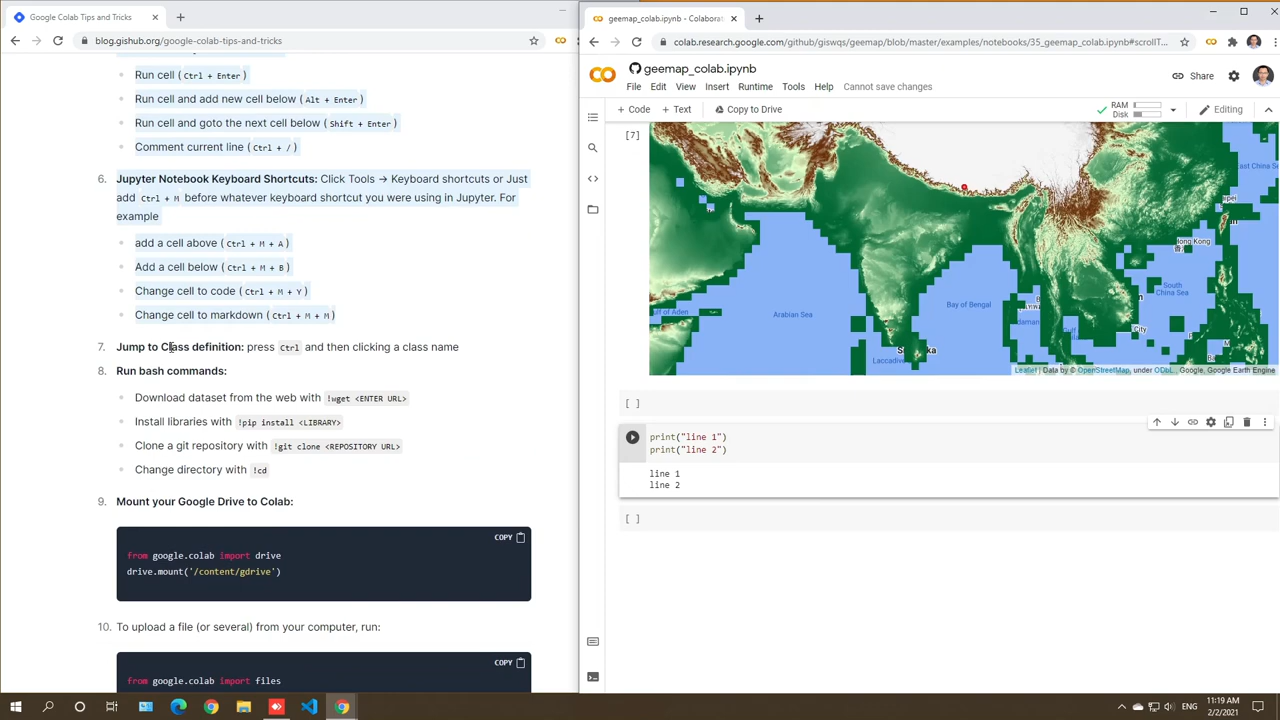 Google Colab Tips and Tricks
blog.gishub.org/google-colab-tips-and-tricks
Run cell (Ctrl + Enter)
Run cell and add new cell below (Alt + Enter)
Run cell and goto the next cell below (Shift + Enter)
Comment current line (Ctrl + /)
6. Jupyter Notebook Keyboard Shortcuts: Click Tools → Keyboard shortcuts or Just
add Ctrl + M before whatever keyboard shortcut you were using in Jupyter. For
example
add a cell above (Ctrl + M + A)
Add a cell below (Ctrl + M + B)
Change cell to code (Ctrl + M + Y)
Change cell to markdown (Ctrl + M + M)
7. Jump to Class definition: press Ctrl and then clicking a class name
8. Run bash commands:
Download dataset from the web with !wget <ENTER URL>
Install libraries with !pip install <LIBRARY>
Clone a git repository with !git clone <REPOSITORY URL>
Change directory with !cd
9. Mount your Google Drive to Colab:
COPY
from google.colab import drive
drive.mount('/content/gdrive')
10. To upload a file (or several) from your computer, run:
COPY
from google.colab import files
geemap_colab.ipynb - Colaborat
colab.research.google.com/github/giswqs/geemap/blob/master/examples/notebooks/35_geemap_colab.ipynb#scrollT...
geemap_colab.ipynb
Share
File Edit View Insert Runtime Tools Help Cannot save changes
+ Code + Text Copy to Drive
RAM
Disk
Editing
[7]
East China Sea
Taipei
Hong Kong
South
China Sea
Bay of Bengal
Arabian Sea
Gulf of Aden
City
Laccadive
Leaflet | Data by © OpenStreetMap, under ODbL., Google, Google Earth Engine
[ ]
print("line 1")
print("line 2")
line 1
line 2
[ ]
ENG
11:19 AM
2/2/2021